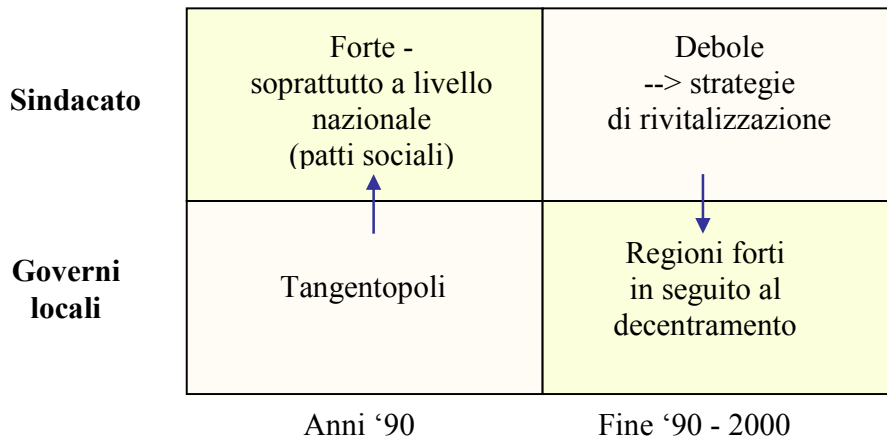 Forte -
soprattutto a livello
nazionale
(patti sociali)
Debole
--> strategie
di rivitalizzazione
Sindacato
Governi
locali
Tangentopoli
Regioni forti
in seguito al
decentramento
Anni ‘90
Fine ‘90 - 2000